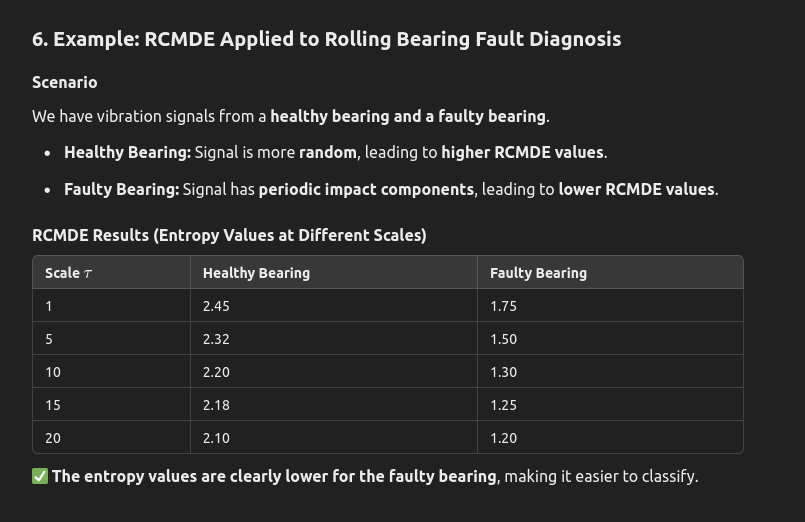 6. Example: RCMDE Applied to Rolling Bearing Fault Diagnosis
Scenario
We have vibration signals from a healthy bearing and a faulty bearing.
• Healthy Bearing: Signal is more random, leading to higher RCMDE values.
• Faulty Bearing: Signal has periodic impact components, leading to lower RCMDE values.
RCMDE Results (Entropy Values at Different Scales)
Scale τ Healthy Bearing Faulty Bearing
1 2.45 1.75
5 2.32 1.50
10 2.20 1.30
15 2.18 1.25
20 2.10 1.20
✅ The entropy values are clearly lower for the faulty bearing, making it easier to classify.